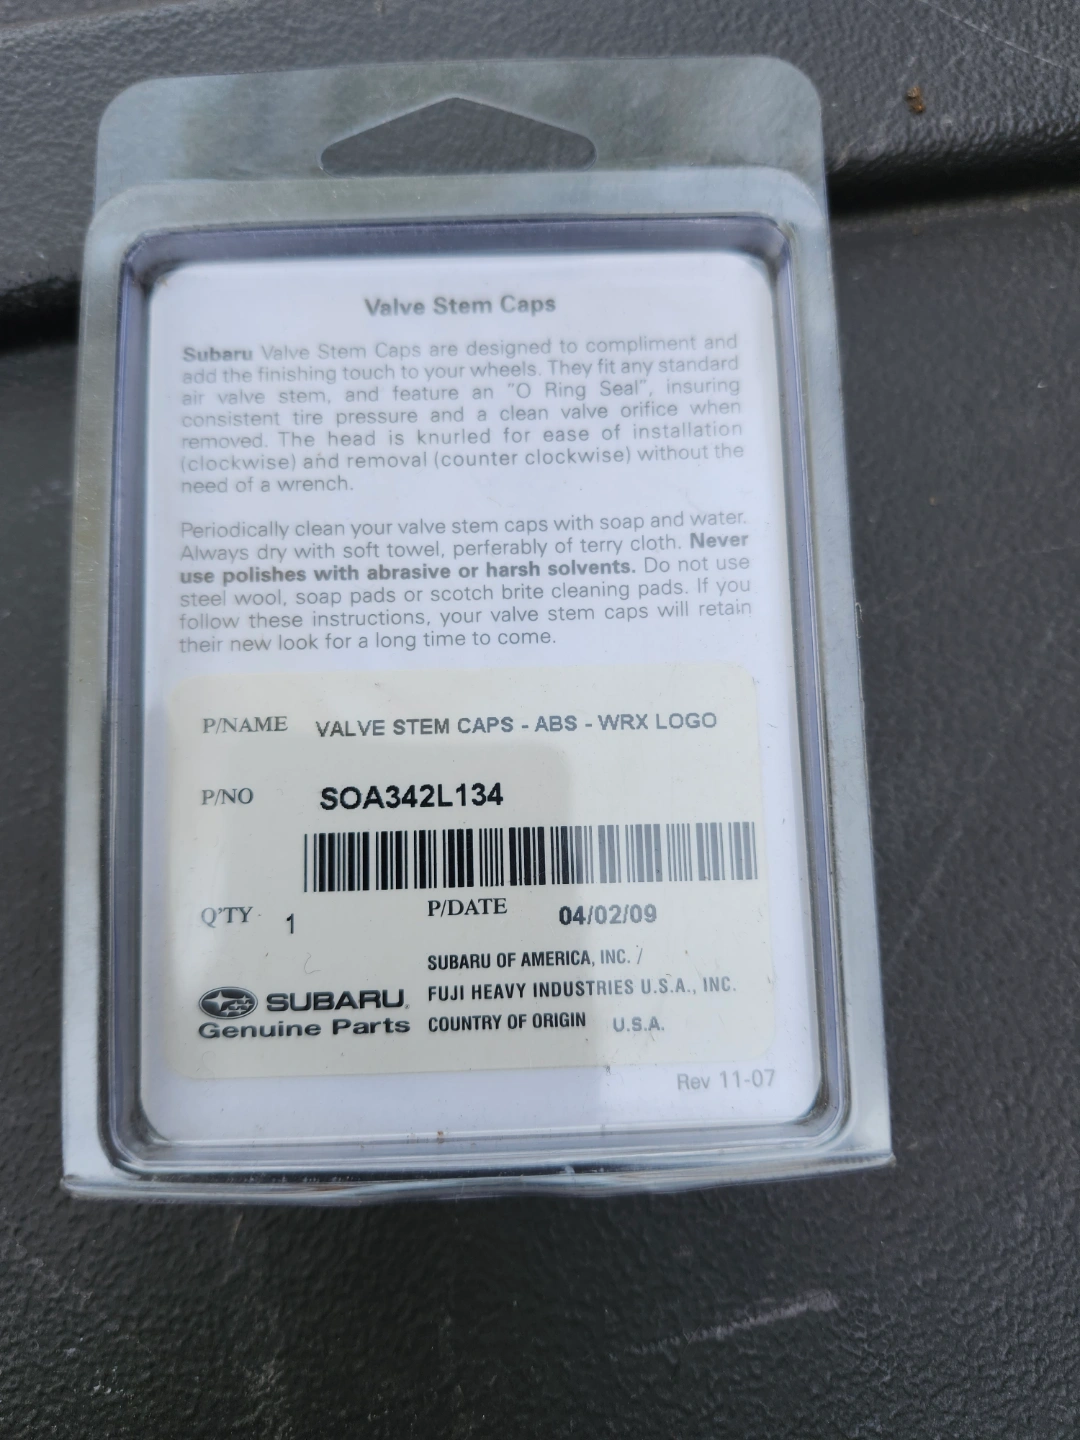 Valve Stem Caps
Subaru Valve Stem Caps are designed to compliment and
add the finishing touch to your wheels. They fit any standard
air valve stem, and feature an "O Ring Seal", insuring
consistent tire pressure and a clean valve orifice when
removed. The head is knurled for ease of installation
(clockwise) and removal (counter clockwise) without the
need of a wrench.
Periodically clean your valve stem caps with soap and water.
Always dry with soft towel, perferably of terry cloth. Never
use polishes with abrasive or harsh solvents. Do not use
steel wool, soap pads or scotch brite cleaning pads. If you
follow these instructions, your valve stem caps will retain
their new look for a long time to come.
P/NAME VALVE STEM CAPS - ABS - WRX LOGO
P/NO SOA342L134
Q'TY 1 P/DATE 04/02/09
SUBARU OF AMERICA, INC. /
SUBARU. FUJI HEAVY INDUSTRIES U.S.A., INC.
Genuine Parts COUNTRY OF ORIGIN U.S.A.
Rev 11-07